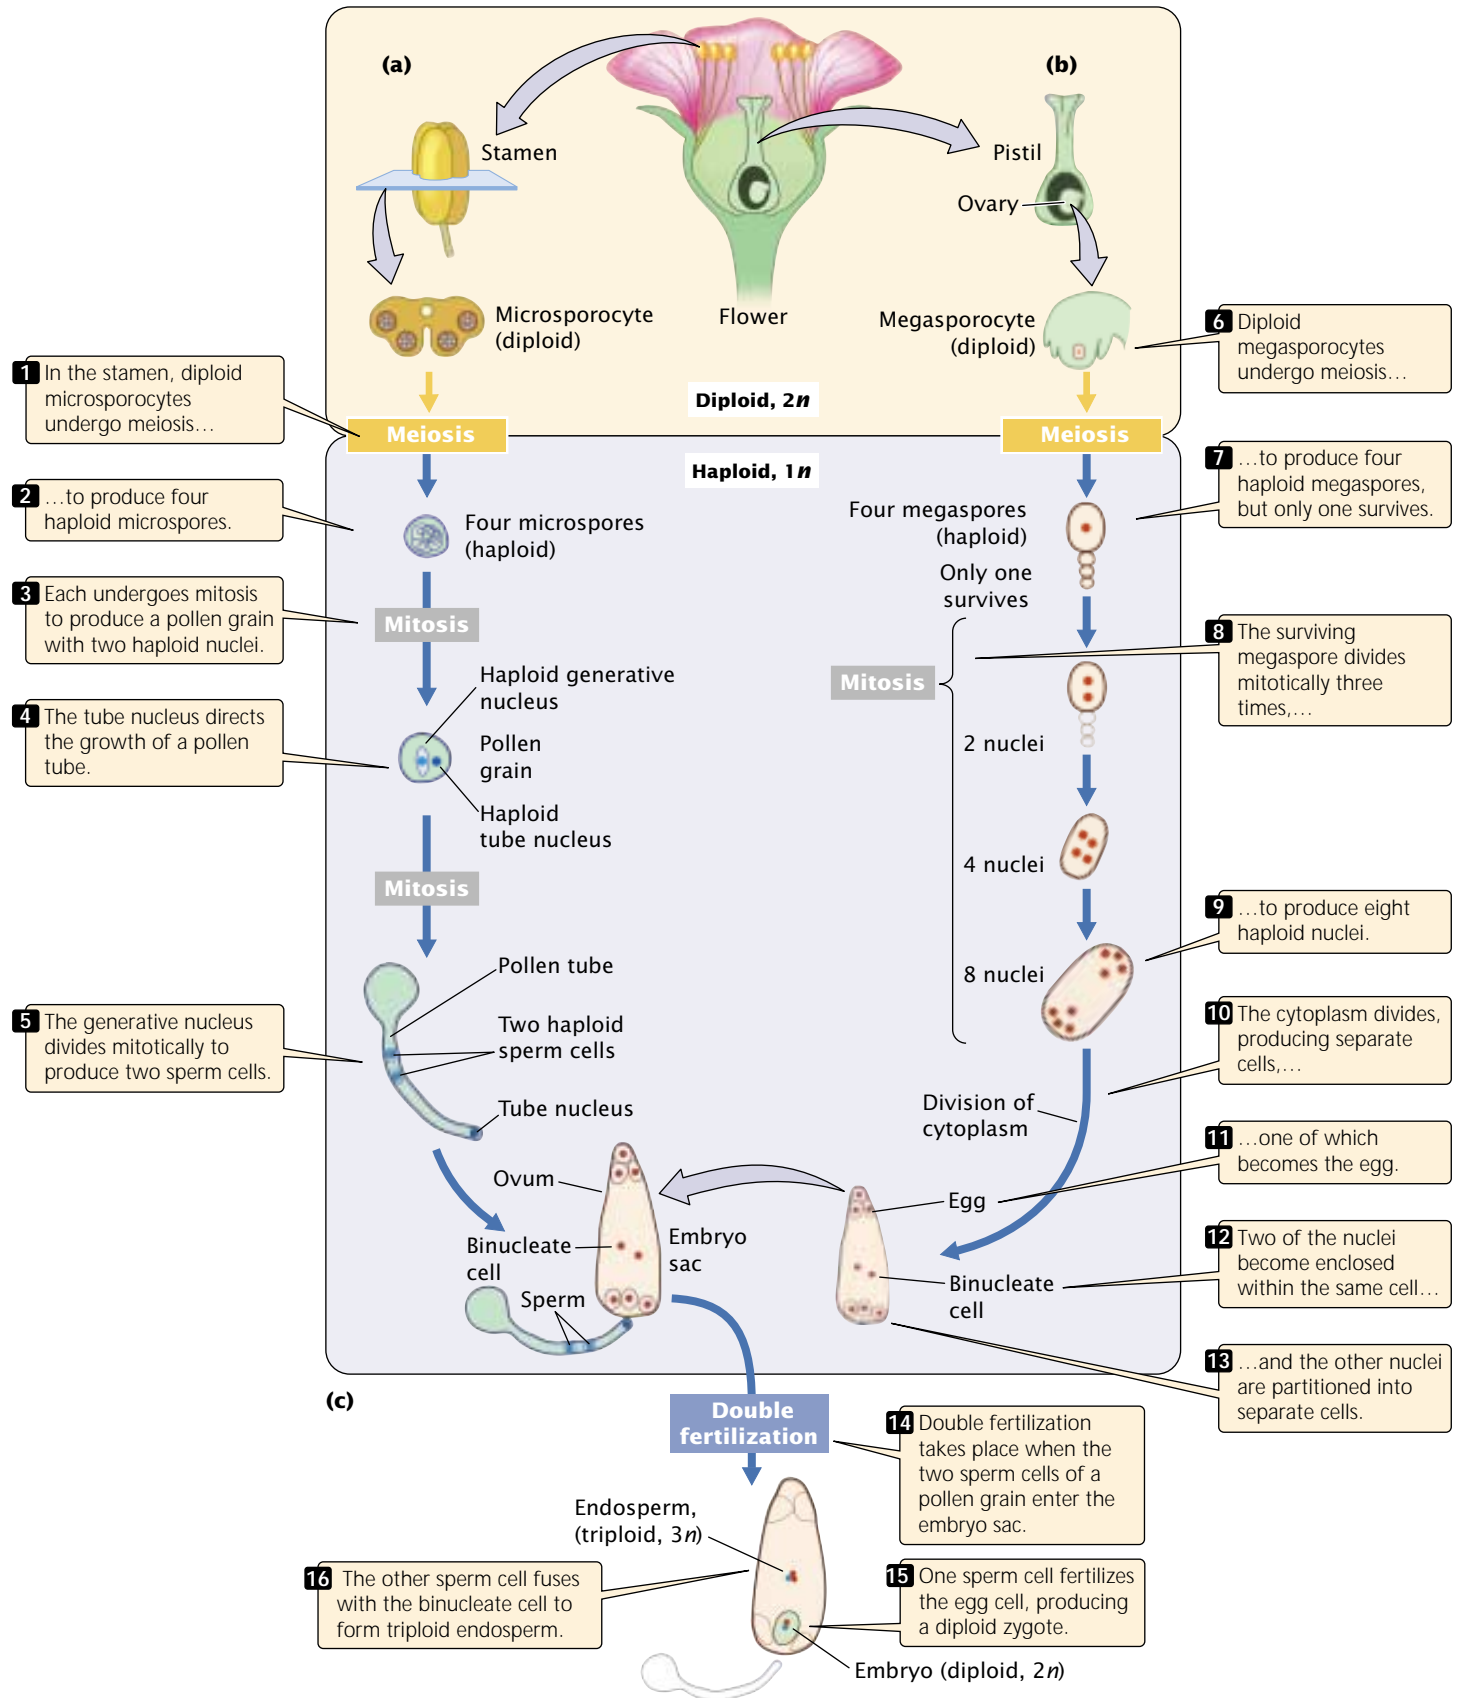 (a)
(b)
Stamen
Pistil
Ovary
Microsporocyte
(diploid)
Flower
Megasporocyte
(diploid)
Diploid, 2n
1 In the stamen, diploid
microsporocytes
undergo meiosis…
6 Diploid
megasporocytes
undergo meiosis…
Meiosis
Meiosis
Haploid, 1n
2 …to produce four
haploid microspores.
Four microspores
(haploid)
Four megaspores
(haploid)
Only one
survives
7 …to produce four
haploid megaspores,
but only one survives.
3 Each undergoes mitosis
to produce a pollen grain
with two haploid nuclei.
Mitosis
Mitosis
8 The surviving
megaspore divides
mitotically three
times,…
Haploid generative
nucleus
4 The tube nucleus directs
the growth of a pollen
tube.
Pollen
grain
Haploid
tube nucleus
2 nuclei
4 nuclei
Mitosis
8 nuclei
9 …to produce eight
haploid nuclei.
Pollen tube
5 The generative nucleus
divides mitotically to
produce two sperm cells.
Two haploid
sperm cells
Tube nucleus
10 The cytoplasm divides,
producing separate
cells,…
Division of
cytoplasm
11 …one of which
becomes the egg.
Ovum
Egg
Binucleate
cell
Embryo
sac
Sperm
Binucleate
cell
12 Two of the nuclei
become enclosed
within the same cell…
13 …and the other nuclei
are partitioned into
separate cells.
(c)
Double
fertilization
14 Double fertilization
takes place when the
two sperm cells of a
pollen grain enter the
embryo sac.
Endosperm,
(triploid, 3n)
16 The other sperm cell fuses
with the binucleate cell to
form triploid endosperm.
15 One sperm cell fertilizes
the egg cell, producing
a diploid zygote.
Embryo (diploid, 2n)